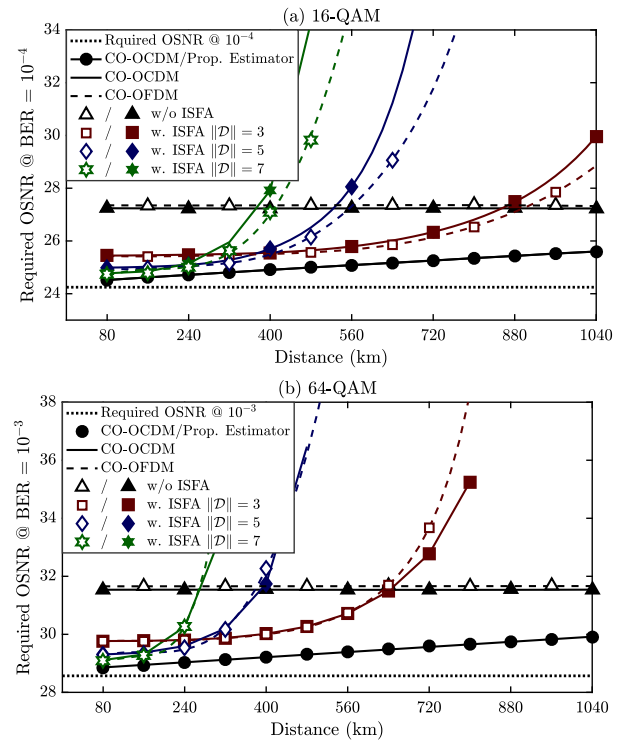 (a) 16-QAM
Required OSNR @ BER = 10⁻⁴
34
32
30
28
26
24
Rquired OSNR @ 10⁻⁴
CO-OCDM/Prop. Estimator
CO-OCDM
CO-OFDM
/ w/o ISFA
/ w. ISFA ‖𝒟‖ = 3
/ w. ISFA ‖𝒟‖ = 5
/ w. ISFA ‖𝒟‖ = 7
80 240 400 560 720 880 1040
Distance (km)
(b) 64-QAM
Required OSNR @ BER = 10⁻³
38
36
34
32
30
28
Required OSNR @ 10⁻³
CO-OCDM/Prop. Estimator
CO-OCDM
CO-OFDM
/ w/o ISFA
/ w. ISFA ‖𝒟‖ = 3
/ w. ISFA ‖𝒟‖ = 5
/ w. ISFA ‖𝒟‖ = 7
80 240 400 560 720 880 1040
Distance (km)